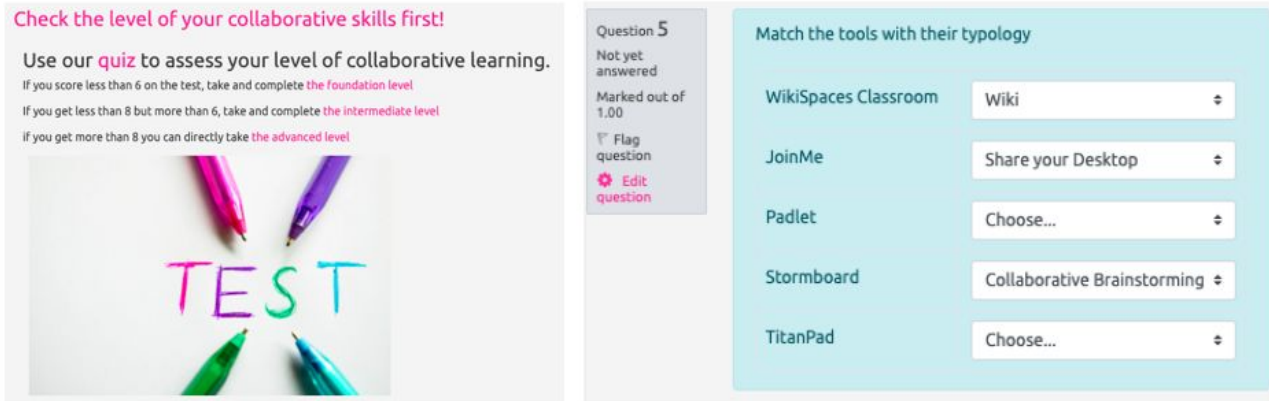 Check the level of your collaborative skills first!
Use our quiz to assess your level of collaborative learning.
If you score less than 6 on the test, take and complete the foundation level
If you get less than 8 but more than 6, take and complete the intermediate level
if you get more than 8 you can directly take the advanced level
TEST
Question 5
Not yet
answered
Marked out of
1.00
Flag
question
Edit
question
Match the tools with their typology
WikiSpaces Classroom
Wiki
JoinMe
Share your Desktop
Padlet
Choose...
Stormboard
Collaborative Brainstorming
TitanPad
Choose...